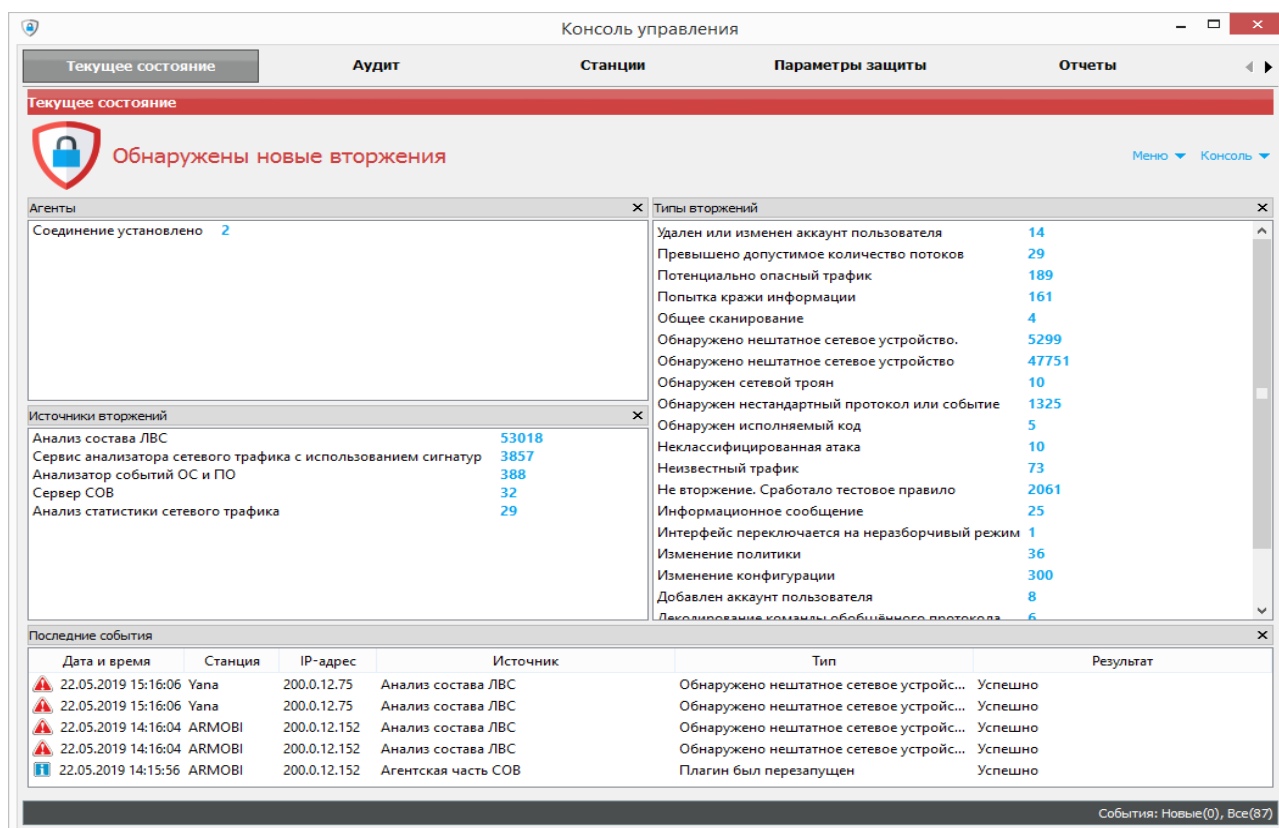 Консоль управления
Текущее состояние Аудит Станции Параметры защиты Отчеты
Текущее состояние
Обнаружены новые вторжения
Меню Консоль
Агенты
Соединение установлено 2
Источники вторжений
Анализ состава ЛВС 53018
Сервис анализатора сетевого трафика с использованием сигнатур 3857
Анализатор событий ОС и ПО 388
Сервер СОВ 32
Анализ статистики сетевого трафика 29
Типы вторжений
Удален или изменен аккаунт пользователя 14
Превышено допустимое количество потоков 29
Потенциально опасный трафик 189
Попытка кражи информации 161
Общее сканирование 4
Обнаружено нештатное сетевое устройство. 5299
Обнаружено нештатное сетевое устройство 47751
Обнаружен сетевой троян 10
Обнаружен нестандартный протокол или событие 1325
Обнаружен исполняемый код 5
Неклассифицированная атака 10
Неизвестный трафик 73
Не вторжение. Сработало тестовое правило 2061
Информационное сообщение 25
Интерфейс переключается на неразборчивый режим 1
Изменение политики 36
Изменение конфигурации 300
Добавлен аккаунт пользователя 8
Декодирование команды обобщённого протокола 6
Последние события
Дата и время Станция IP-адрес Источник Тип Результат
22.05.2019 15:16:06 Yana 200.0.12.75 Анализ состава ЛВС Обнаружено нештатное сетевое устройс... Успешно
22.05.2019 15:16:06 Yana 200.0.12.75 Анализ состава ЛВС Обнаружено нештатное сетевое устройс... Успешно
22.05.2019 14:16:04 ARMOBI 200.0.12.152 Анализ состава ЛВС Обнаружено нештатное сетевое устройс... Успешно
22.05.2019 14:16:04 ARMOBI 200.0.12.152 Анализ состава ЛВС Обнаружено нештатное сетевое устройс... Успешно
22.05.2019 14:15:56 ARMOBI 200.0.12.152 Агентская часть СОВ Плагин был перезапущен Успешно
События: Новые(0), Все(87)